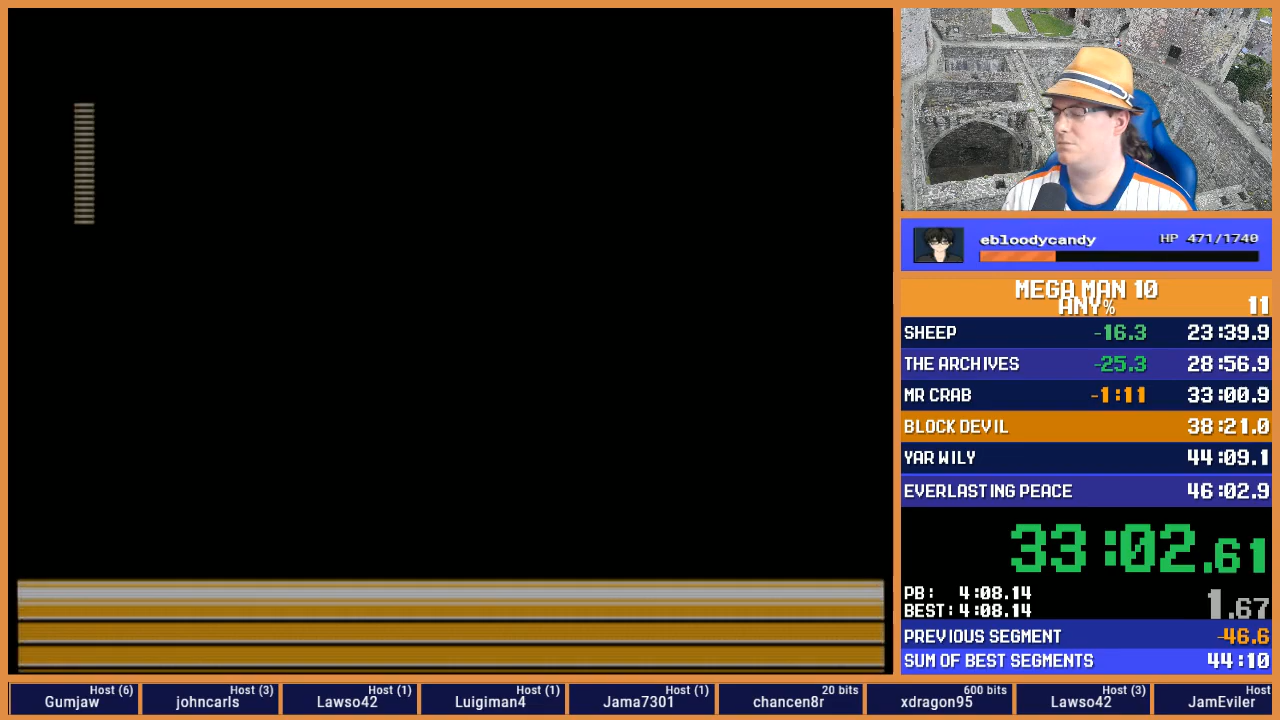 ebloodycandy HP 471/1740
MEGA MAN 10
ANY% 11
SHEEP -16.3 23:39.9
THE ARCHIVES -25.3 28:56.9
MR CRAB -1:11 33:00.9
BLOCK DEVIL 38:21.0
YAR WILY 44:09.1
EVERLASTING PEACE 46:02.9
33:02.61
PB: 4:08.14
BEST: 4:08.14 1.67
PREVIOUS SEGMENT -46.6
SUM OF BEST SEGMENTS 44:10
Host (6) Host (3) Host (1) Host (1) Host (1) 20 bits 600 bits Host (3) Host
Gumjaw johncarls Lawso42 Luigiman4 Jama7301 chancen8r xdragon95 Lawso42 JamEviler